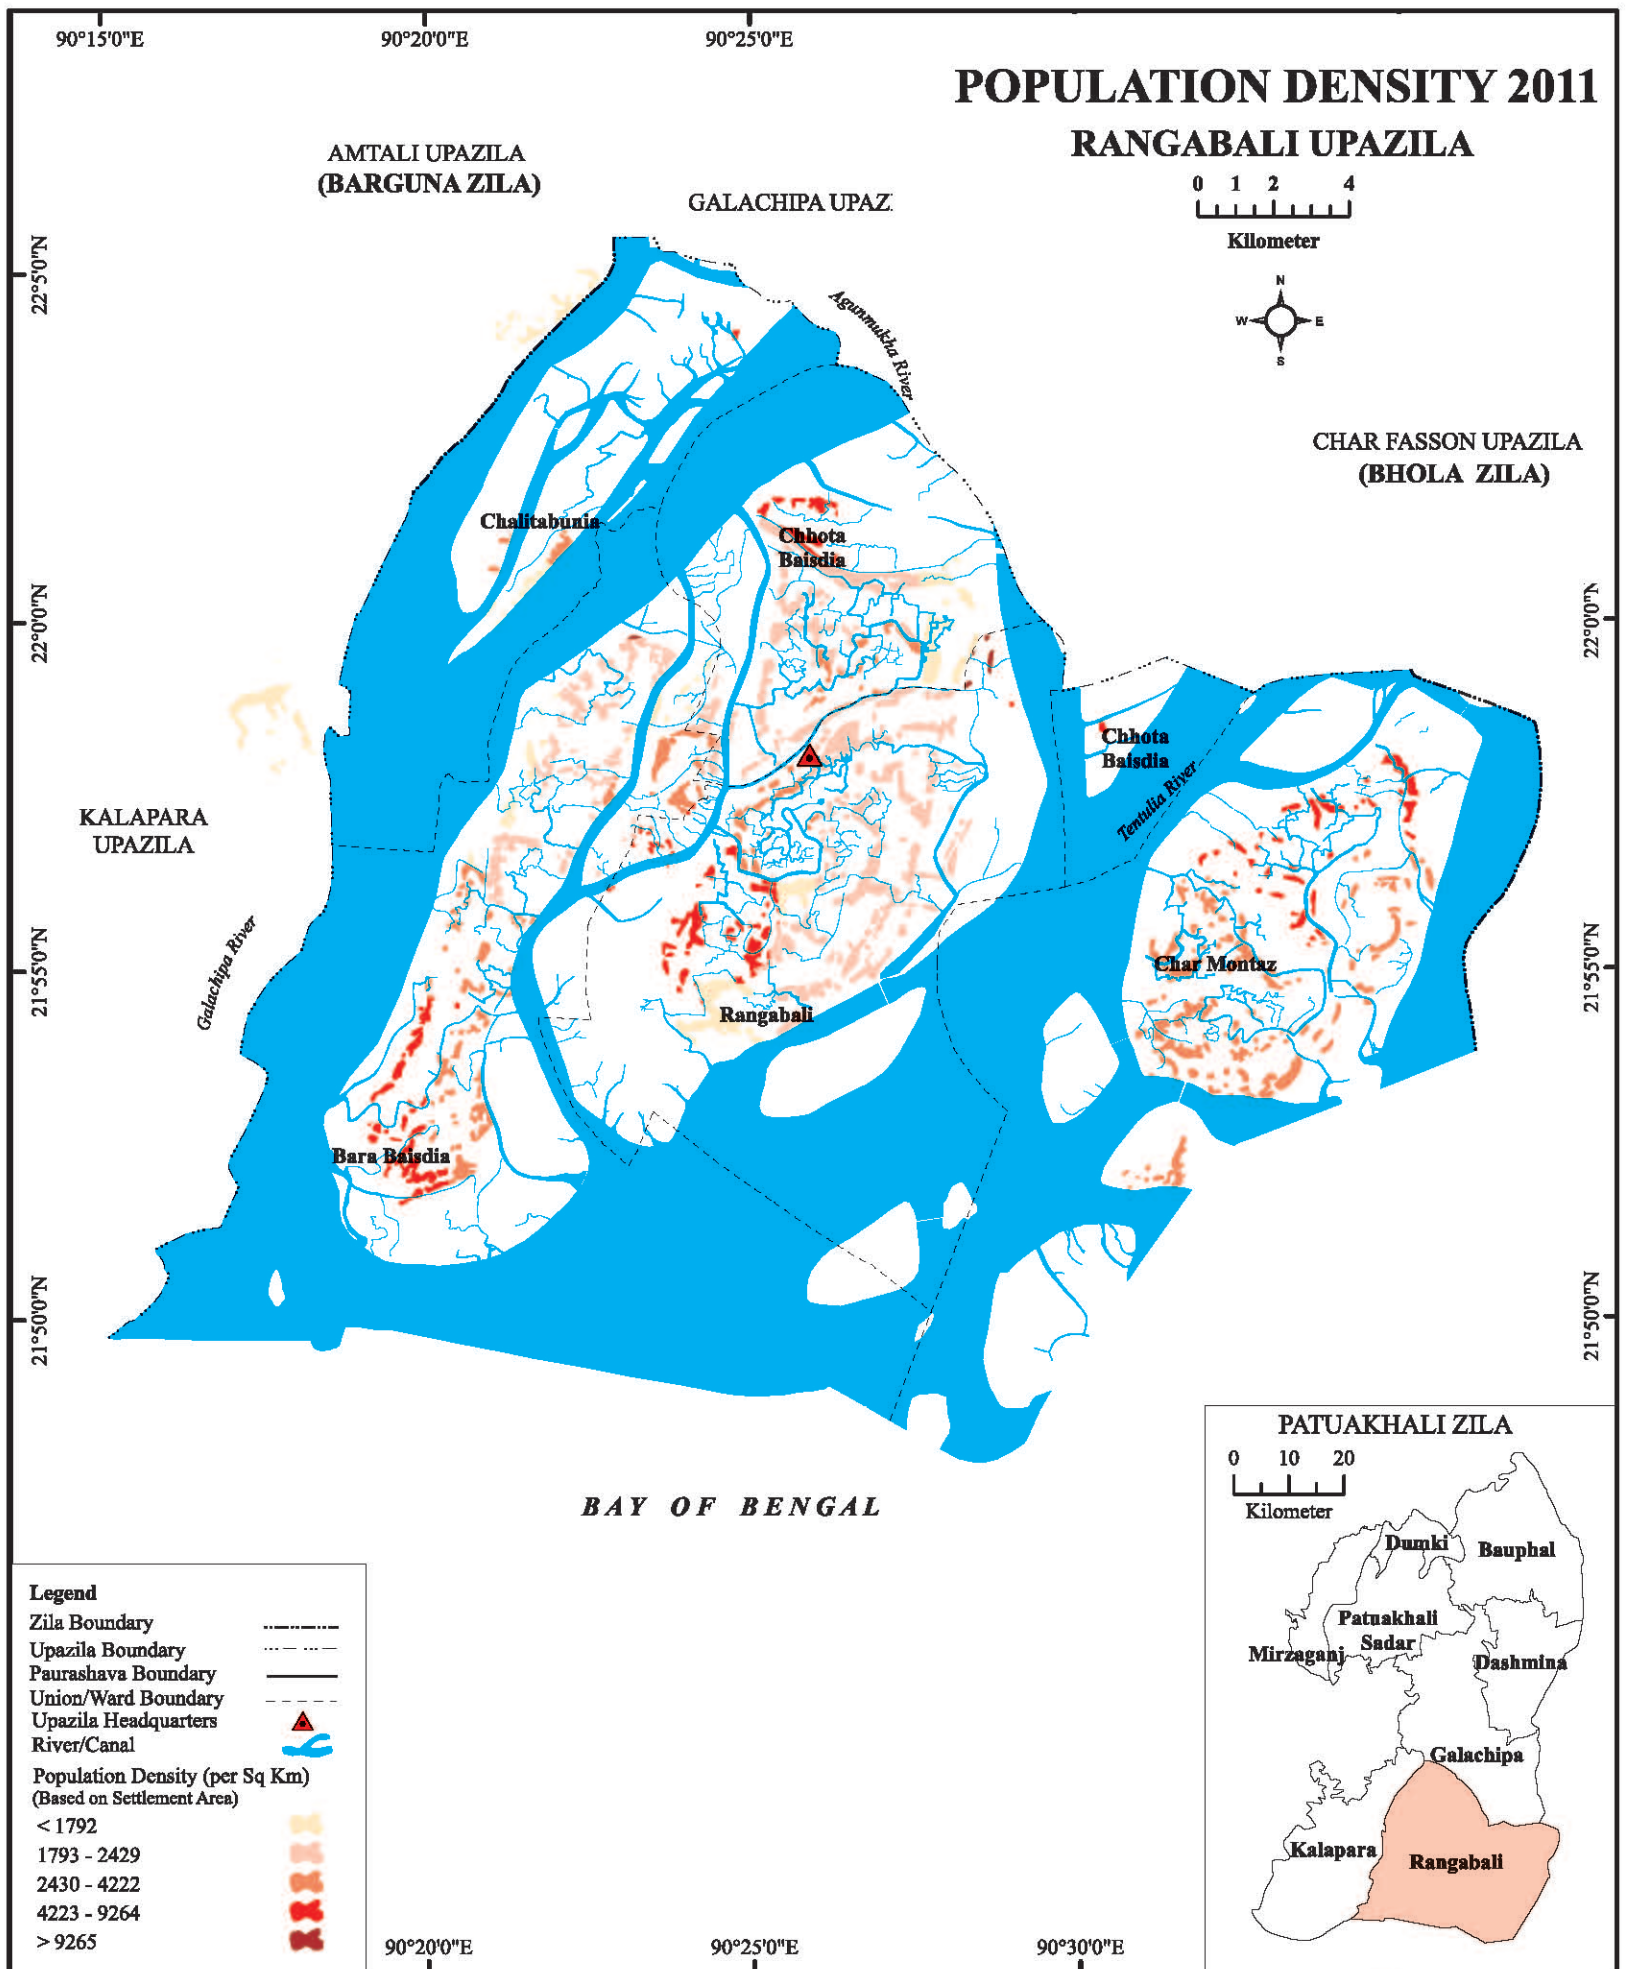 90°15'0"E
90°20'0"E
90°25'0"E
POPULATION DENSITY 2011
RANGABALI UPAZILA
0 1 2 4
Kilometer
N
W E
S
AMTALI UPAZILA
(BARGUNA ZILA)
GALACHIPA UPAZ
22°5'0"N
Agunmukha River
CHAR FASSON UPAZILA
(BHOLA ZILA)
Chalitabunia
Chhota
Baisdia
22°0'0"N
22°0'0"N
Chhota
Baisdia
Tentulia River
KALAPARA
UPAZILA
Galachipa River
21°55'0"N
21°55'0"N
Char Montaz
Rangabali
Bara Baisdia
21°50'0"N
21°50'0"N
BAY OF BENGAL
PATUAKHALI ZILA
0 10 20
Kilometer
Dumki
Bauphal
Patuakhali
Sadar
Mirzaganj
Dashmina
Galachipa
Kalapara
Rangabali
Legend
Zila Boundary
Upazila Boundary
Paurashava Boundary
Union/Ward Boundary
Upazila Headquarters
River/Canal
Population Density (per Sq Km)
(Based on Settlement Area)
< 1792
1793 - 2429
2430 - 4222
4223 - 9264
> 9265
90°20'0"E
90°25'0"E
90°30'0"E